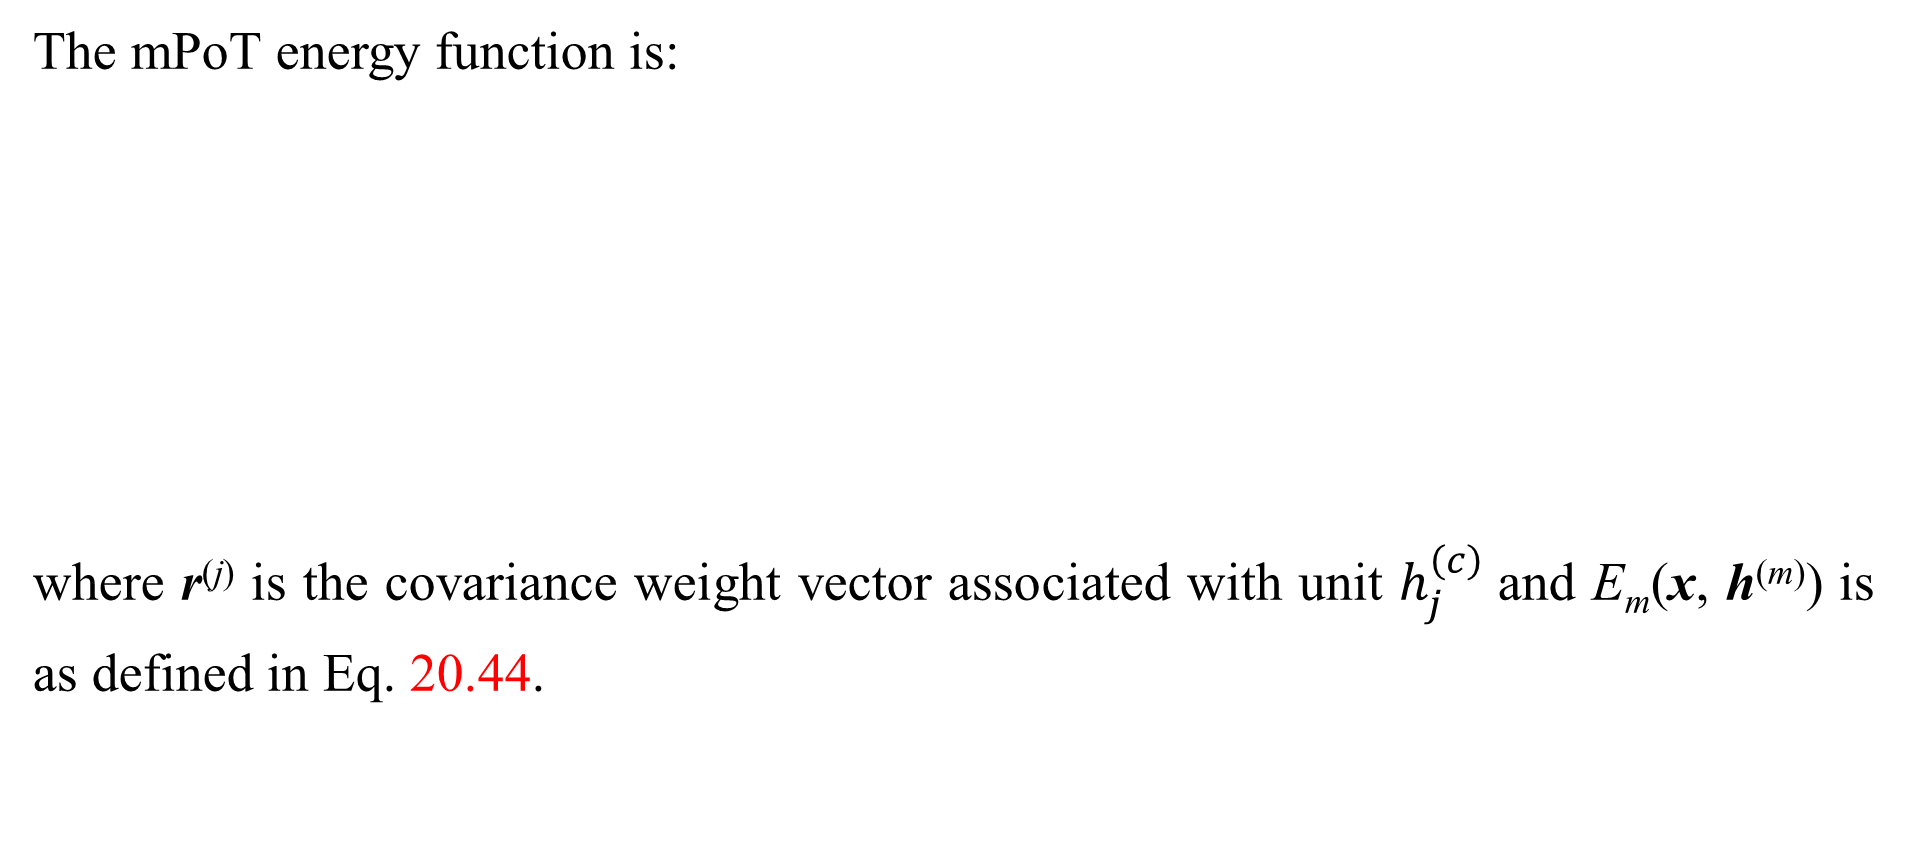 The mPoT energy function is:
where r^(j) is the covariance weight vector associated with unit h_j^(c) and E_m(x, h^(m)) is
as defined in Eq. 20.44.